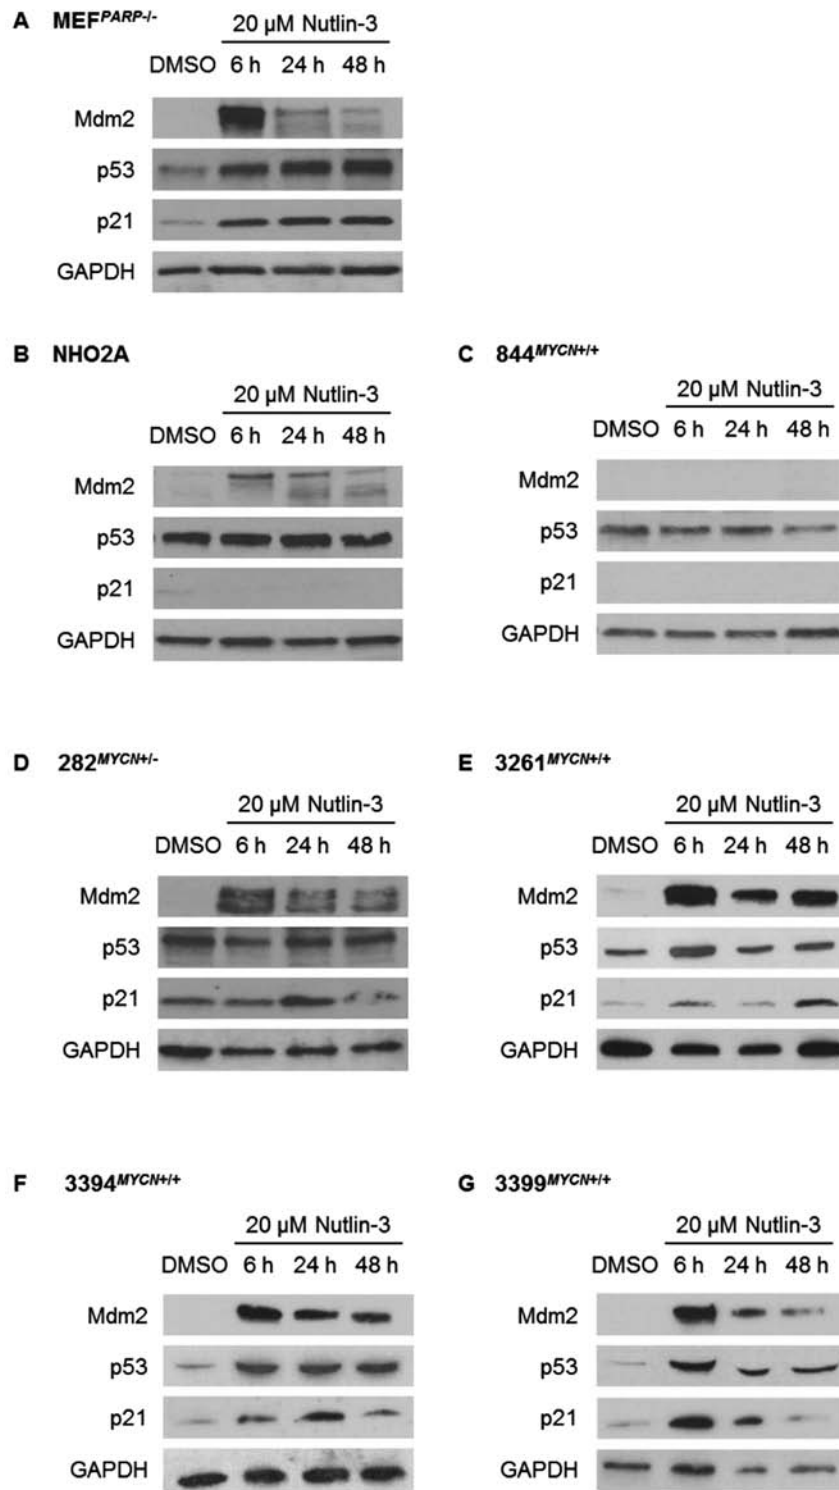 A MEF^PARP-/-
20 µM Nutlin-3
DMSO 6 h 24 h 48 h
Mdm2
p53
p21
GAPDH
B NHO2A
20 µM Nutlin-3
DMSO 6 h 24 h 48 h
Mdm2
p53
p21
GAPDH
C 844^MYCN+/+
20 µM Nutlin-3
DMSO 6 h 24 h 48 h
Mdm2
p53
p21
GAPDH
D 282^MYCN+/-
20 µM Nutlin-3
DMSO 6 h 24 h 48 h
Mdm2
p53
p21
GAPDH
E 3261^MYCN+/+
20 µM Nutlin-3
DMSO 6 h 24 h 48 h
Mdm2
p53
p21
GAPDH
F 3394^MYCN+/+
20 µM Nutlin-3
DMSO 6 h 24 h 48 h
Mdm2
p53
p21
GAPDH
G 3399^MYCN+/+
20 µM Nutlin-3
DMSO 6 h 24 h 48 h
Mdm2
p53
p21
GAPDH